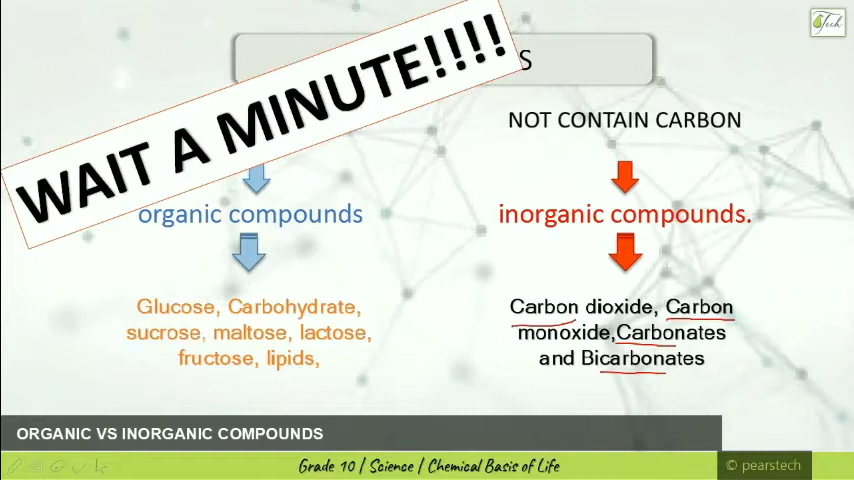 Tech
S
WAIT A MINUTE!!!!
NOT CONTAIN CARBON
organic compounds
inorganic compounds.
Glucose, Carbohydrate,
sucrose, maltose, lactose,
fructose, lipids,
Carbon dioxide, Carbon
monoxide,Carbonates
and Bicarbonates
ORGANIC VS INORGANIC COMPOUNDS
Grade 10 | Science | Chemical Basis of Life
© pearstech